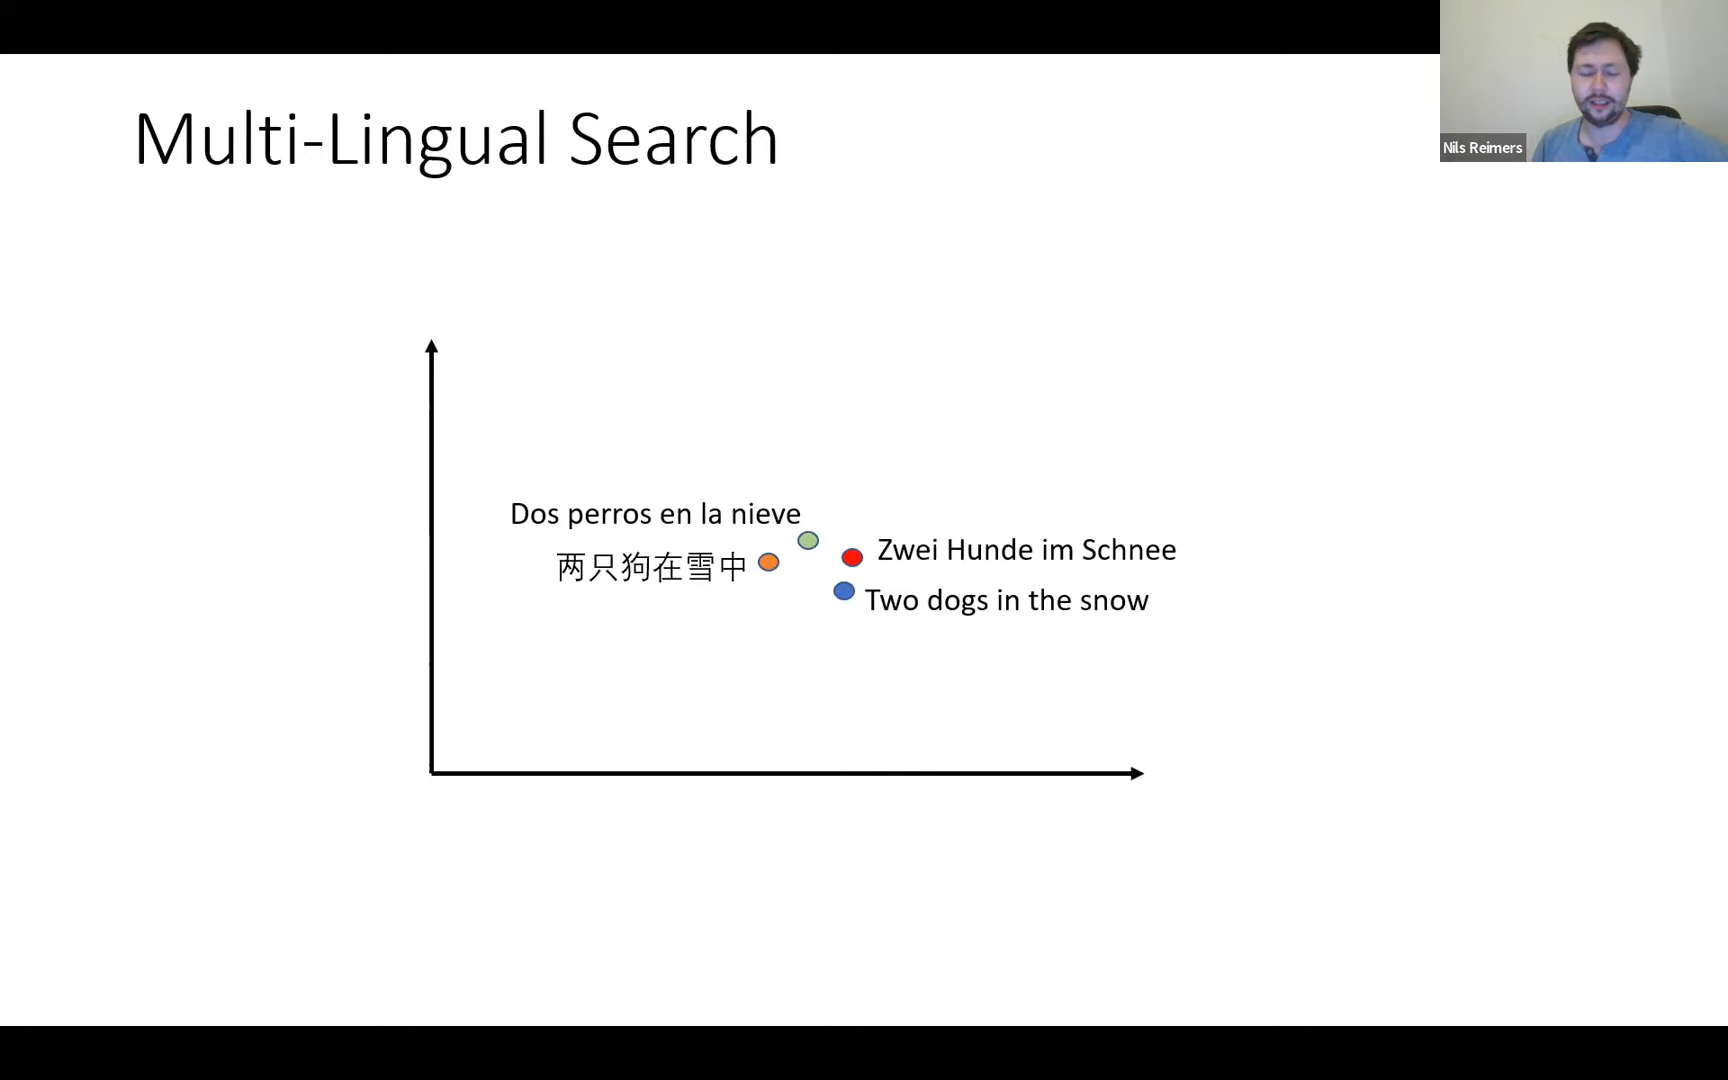 Multi-Lingual Search
Nils Reimers
Dos perros en la nieve
两只狗在雪中
Zwei Hunde im Schnee
Two dogs in the snow